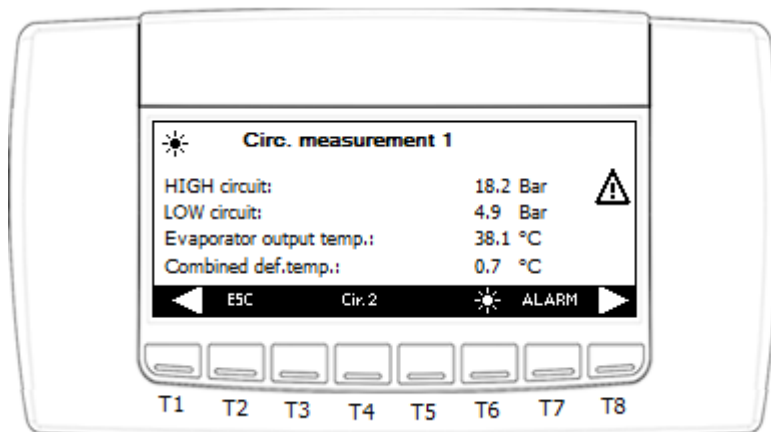 Circ. measurement 1
HIGH circuit: 18.2 Bar
LOW circuit: 4.9 Bar
Evaporator output temp.: 38.1 °C
Combined def.temp.: 0.7 °C
ESC Cir.2 ALARM
T1 T2 T3 T4 T5 T6 T7 T8